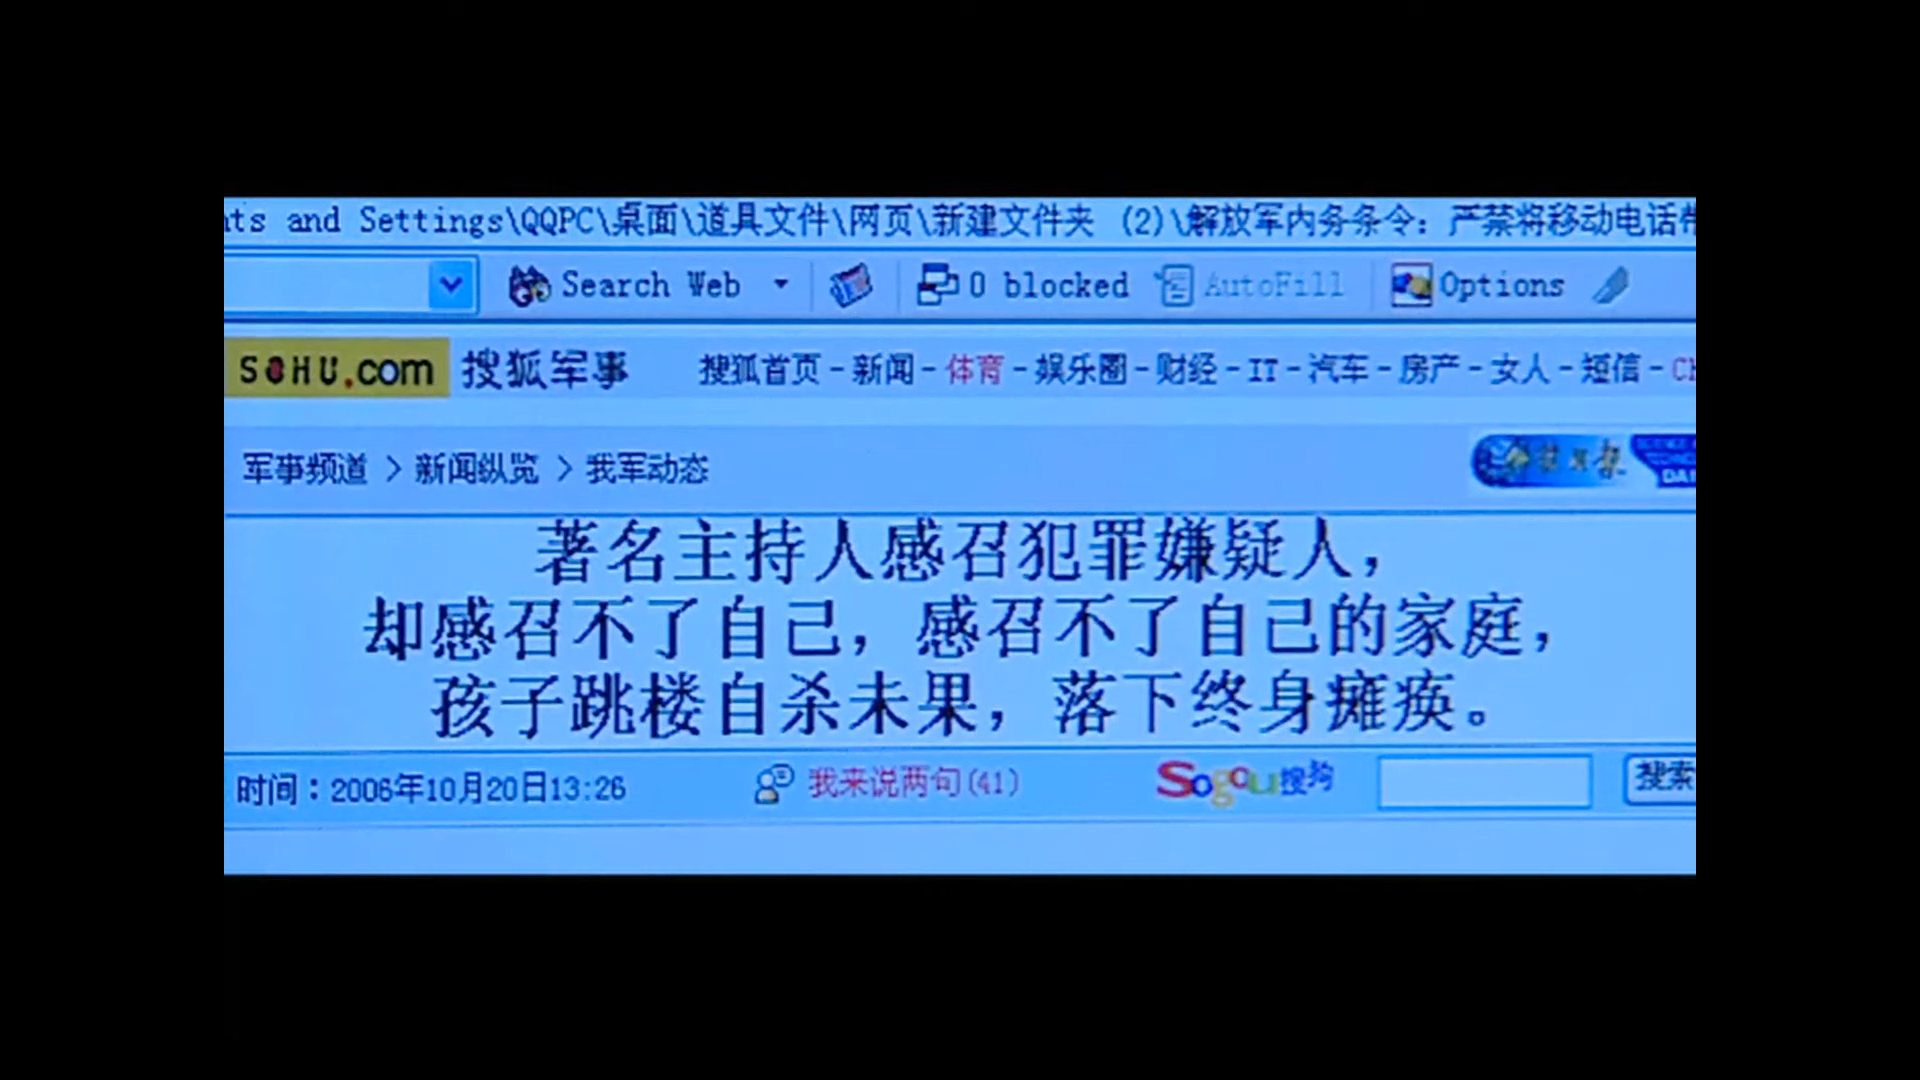 ts and Settings\QQPC\桌面\道具文件\网页\新建文件夹 (2)\解放军内务条令：严禁将移动电话带
Search Web 0 blocked AutoFill Options
SOHU.com 搜狐军事 搜狐首页-新闻-体育-娱乐圈-财经-IT-汽车-房产-女人-短信-
军事频道 > 新闻纵览 > 我军动态
著名主持人感召犯罪嫌疑人，
却感召不了自己，感召不了自己的家庭，
孩子跳楼自杀未果，落下终身瘫痪。
时间：2006年10月20日13:26 我来说两句(41) Sogou搜狗 搜索